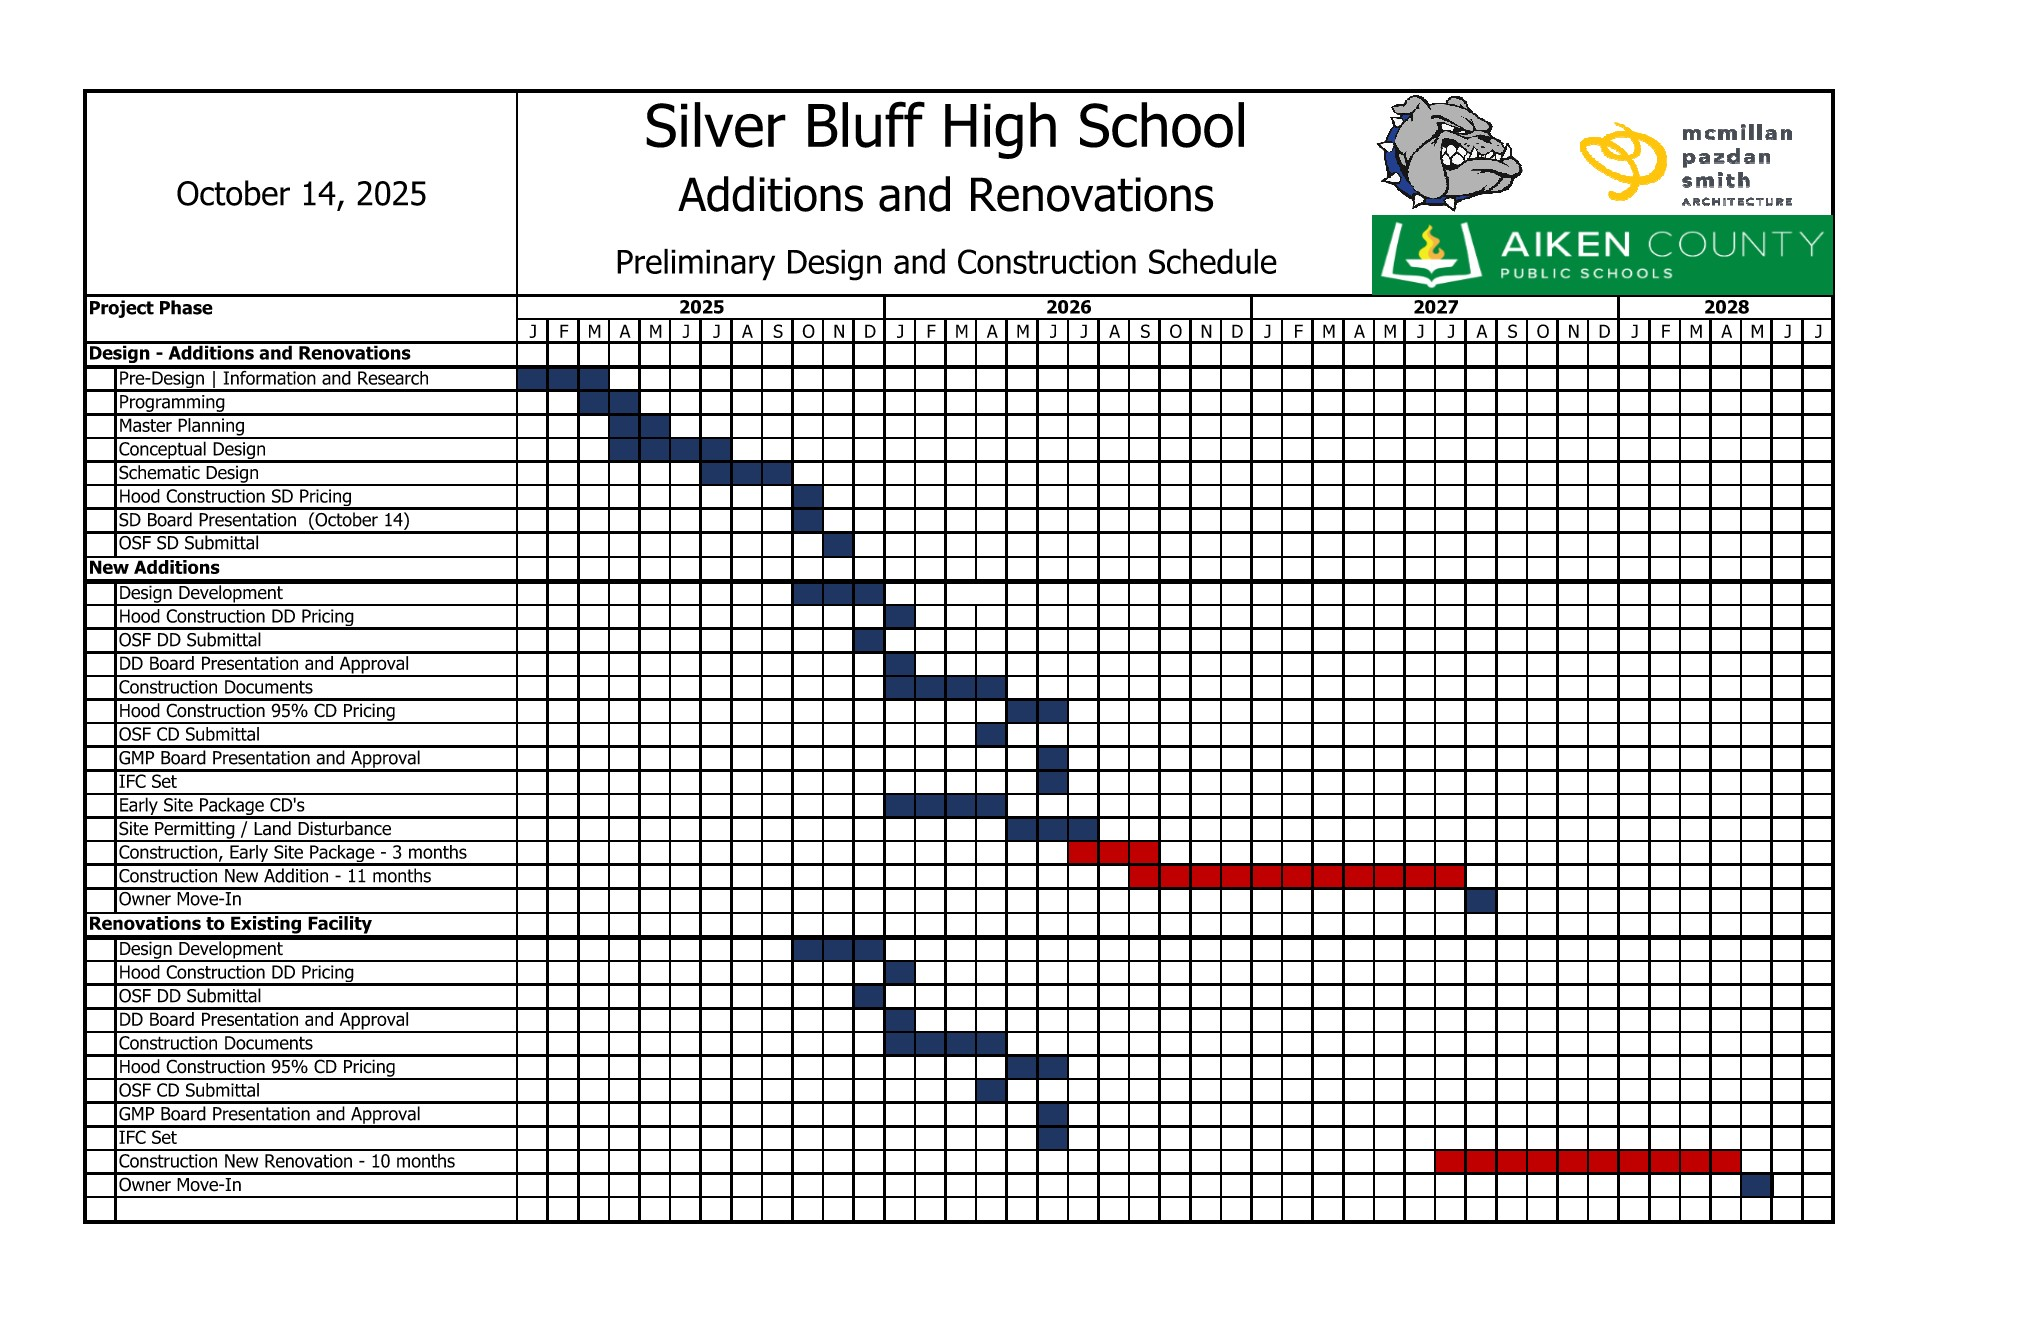 October 14, 2025
Silver Bluff High School
Additions and Renovations
Preliminary Design and Construction Schedule
mcmillan
pazdan
smith
ARCHITECTURE
AIKEN COUNTY
PUBLIC SCHOOLS
Project Phase 2025 2026 2027 2028
J F M A M J J A S O N D J F M A M J J A S O N D J F M A M J J A S O N D J F M A M J J
Design - Additions and Renovations
Pre-Design | Information and Research
Programming
Master Planning
Conceptual Design
Schematic Design
Hood Construction SD Pricing
SD Board Presentation (October 14)
OSF SD Submittal
New Additions
Design Development
Hood Construction DD Pricing
OSF DD Submittal
DD Board Presentation and Approval
Construction Documents
Hood Construction 95% CD Pricing
OSF CD Submittal
GMP Board Presentation and Approval
IFC Set
Early Site Package CD's
Site Permitting / Land Disturbance
Construction, Early Site Package - 3 months
Construction New Addition - 11 months
Owner Move-In
Renovations to Existing Facility
Design Development
Hood Construction DD Pricing
OSF DD Submittal
DD Board Presentation and Approval
Construction Documents
Hood Construction 95% CD Pricing
OSF CD Submittal
GMP Board Presentation and Approval
IFC Set
Construction New Renovation - 10 months
Owner Move-In